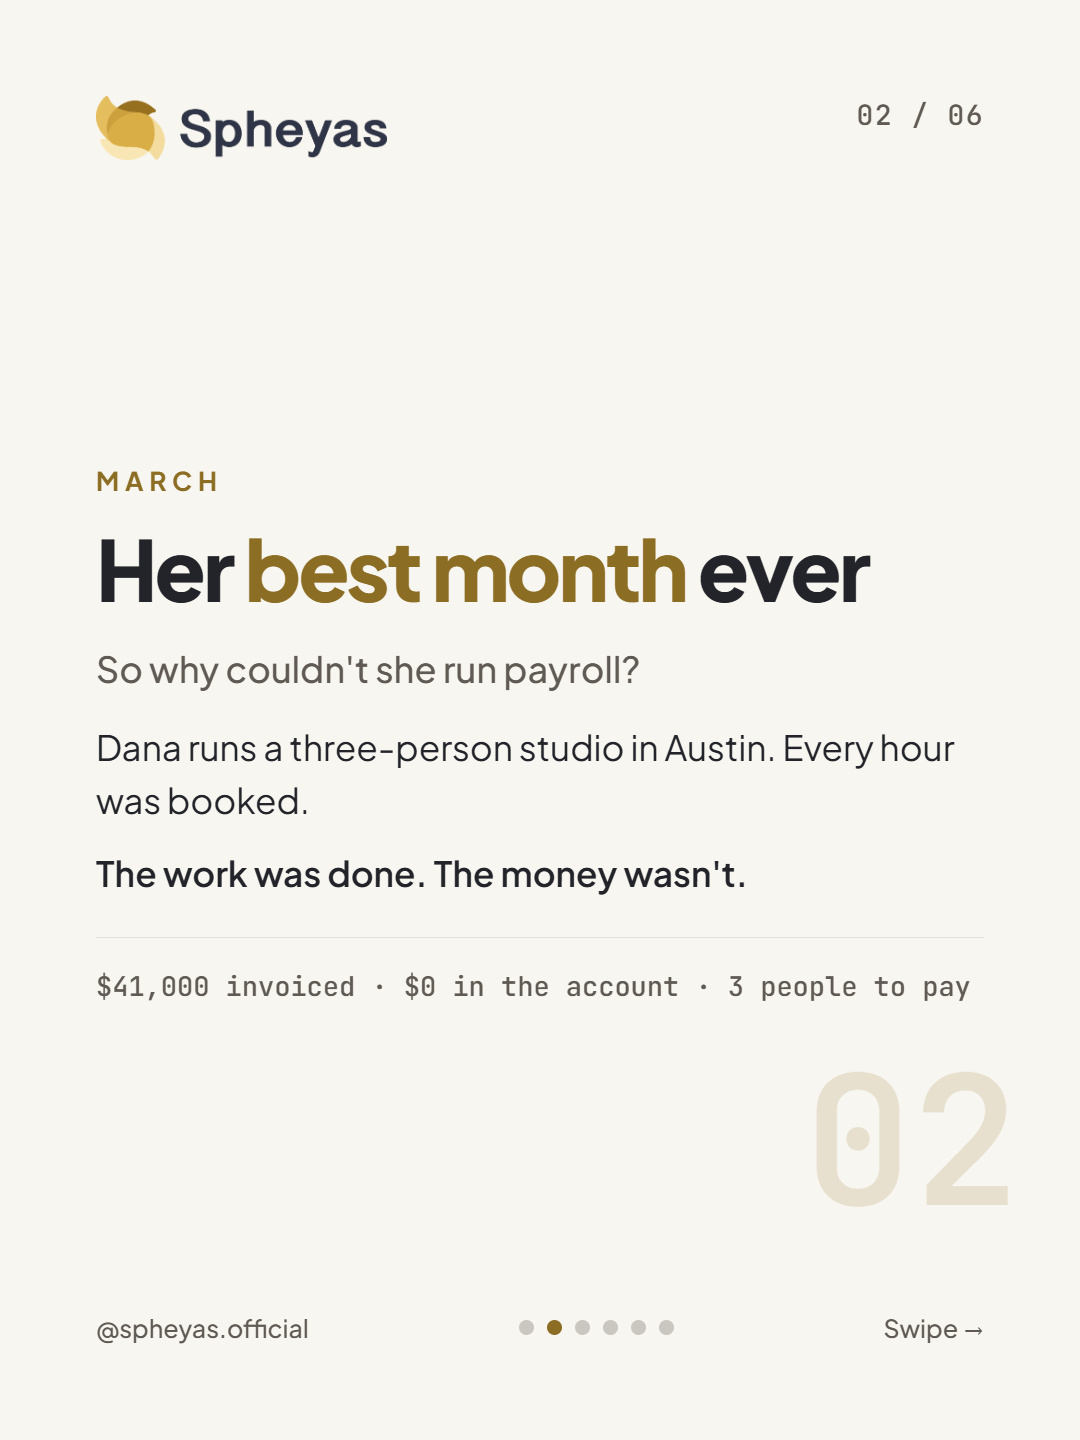 Spheyas
02 / 06
MARCH
Her best month ever
So why couldn't she run payroll?
Dana runs a three-person studio in Austin. Every hour
was booked.
The work was done. The money wasn't.
$41,000 invoiced · $0 in the account · 3 people to pay
02
@spheyas.official
Swipe →